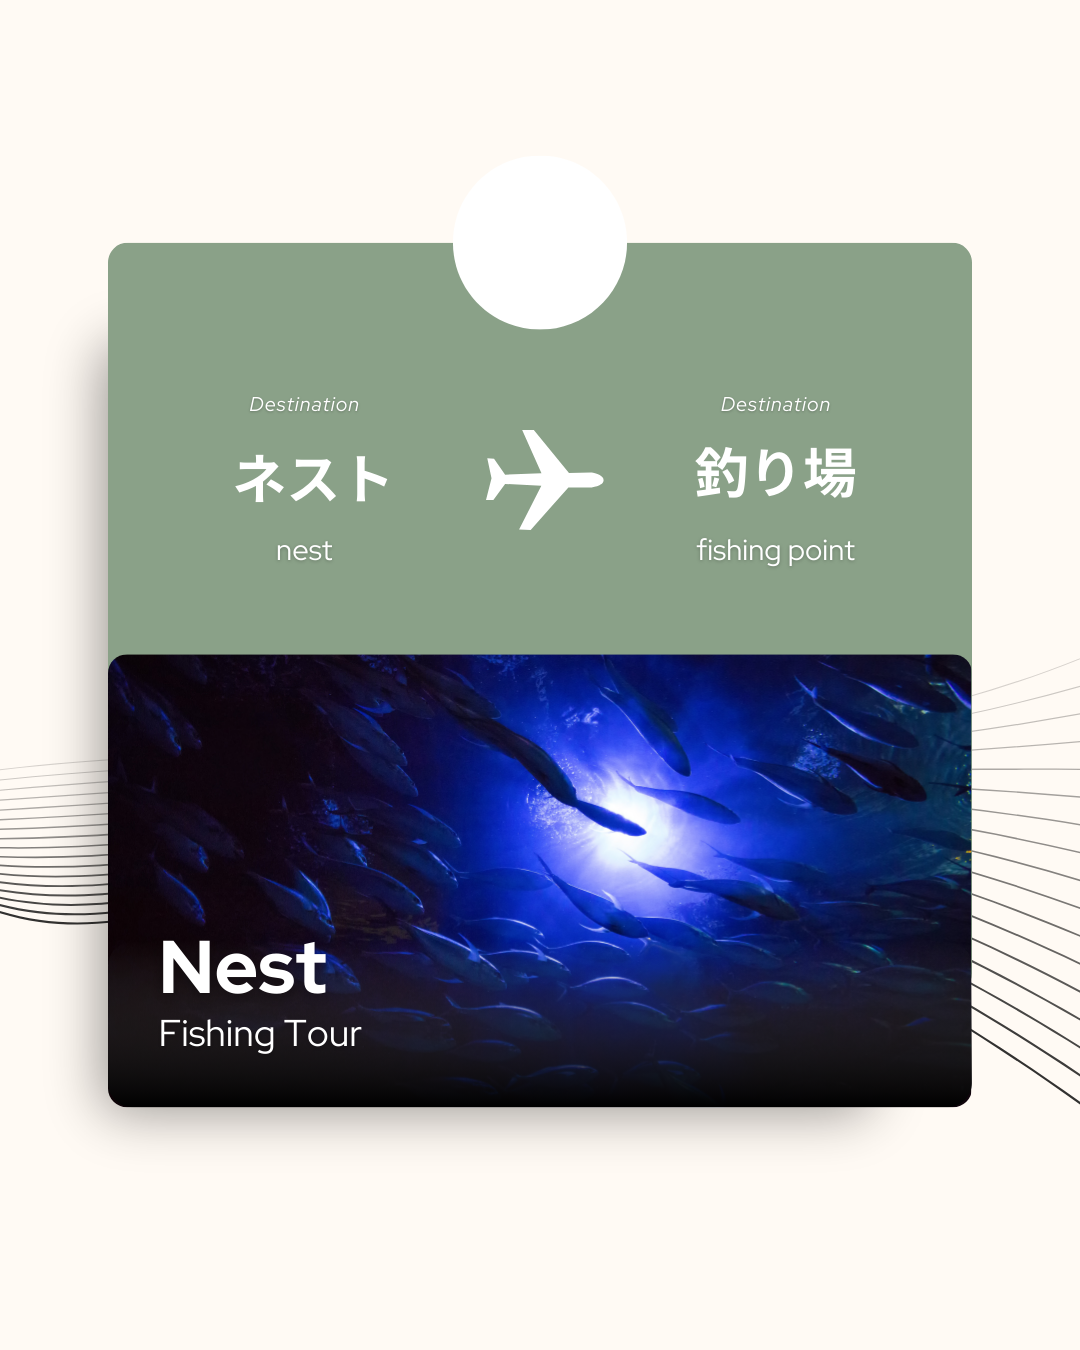 Destination
ネスト
nest
Destination
釣り場
fishing point
Nest
Fishing Tour